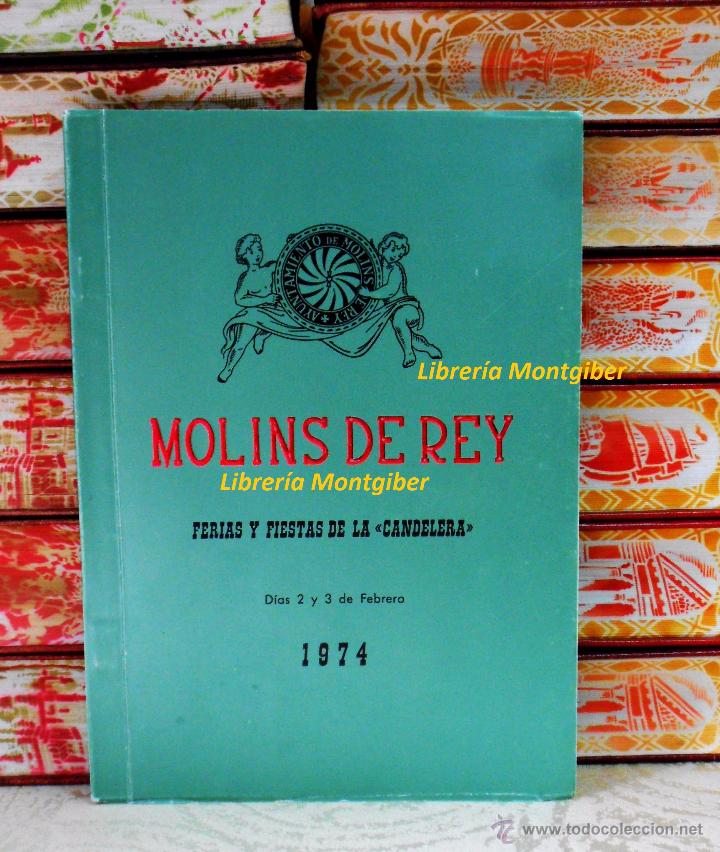 AYUNTAMIENTO DE MOLINS DE REY
Librería Montgiber
MOLINS DE REY
Librería Montgiber
FERIAS Y FIESTAS DE LA «CANDELERA»
Días 2 y 3 de Febrero
1974
www.todocoleccion.net